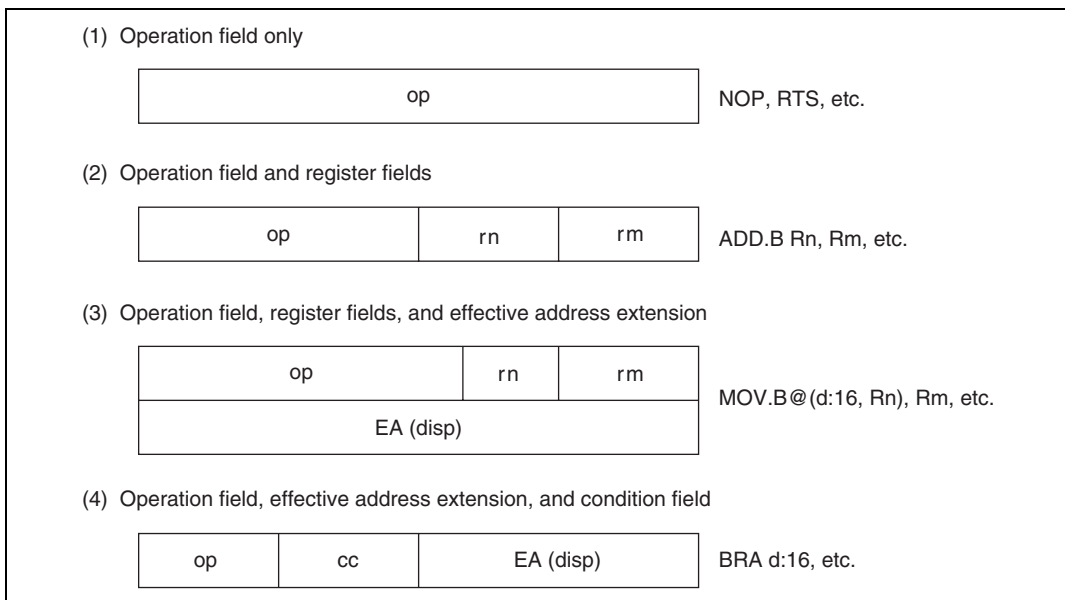 (1) Operation field only
op
NOP, RTS, etc.
(2) Operation field and register fields
op rn rm
ADD.B Rn, Rm, etc.
(3) Operation field, register fields, and effective address extension
op rn rm
EA (disp)
MOV.B@(d:16, Rn), Rm, etc.
(4) Operation field, effective address extension, and condition field
op cc EA (disp)
BRA d:16, etc.